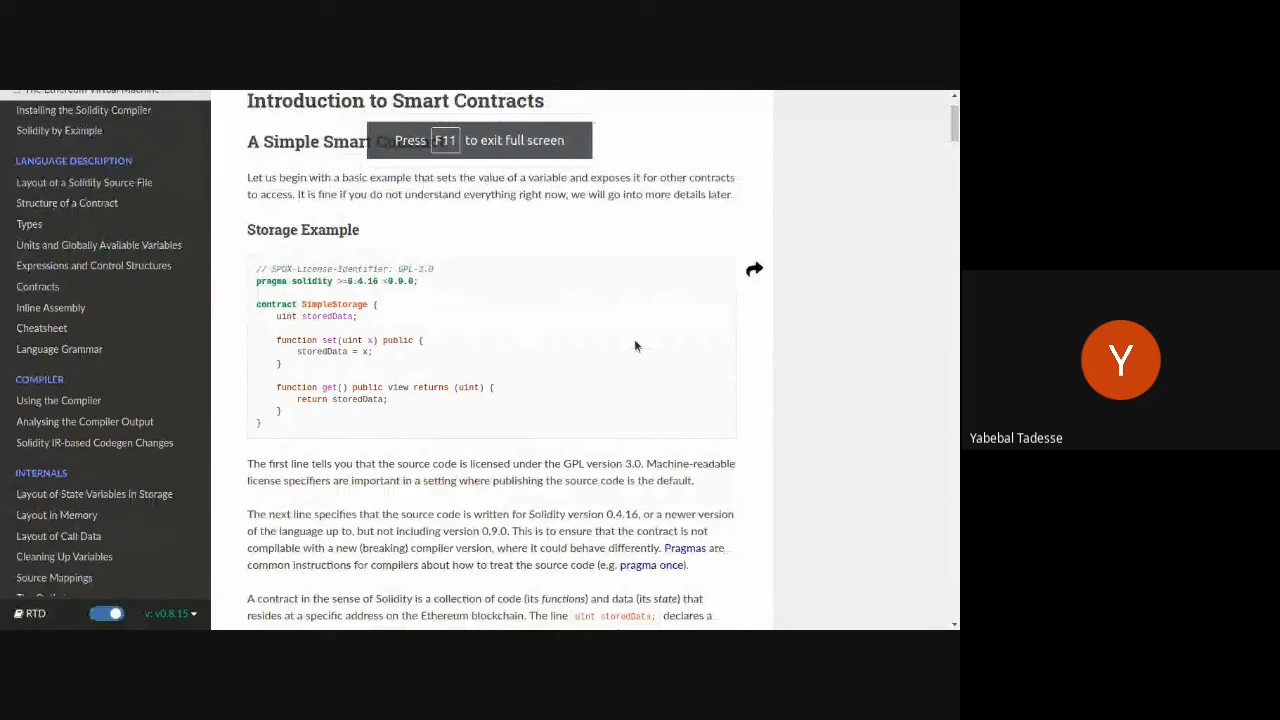 The Ethereum Virtual Machine
Installing the Solidity Compiler
Solidity by Example
LANGUAGE DESCRIPTION
Layout of a Solidity Source File
Structure of a Contract
Types
Units and Globally Available Variables
Expressions and Control Structures
Contracts
Inline Assembly
Cheatsheet
Language Grammar
COMPILER
Using the Compiler
Analysing the Compiler Output
Solidity IR-based Codegen Changes
INTERNALS
Layout of State Variables in Storage
Layout in Memory
Layout of Call Data
Cleaning Up Variables
Source Mappings
RTD
v: v0.8.15
Introduction to Smart Contracts
A Simple Smart
Press F11 to exit full screen
Let us begin with a basic example that sets the value of a variable and exposes it for other contracts
to access. It is fine if you do not understand everything right now, we will go into more details later.
Storage Example
// SPDX-License-Identifier: GPL-3.0
pragma solidity >=0.4.16 <0.9.0;
contract SimpleStorage {
uint storedData;
function set(uint x) public {
storedData = x;
}
function get() public view returns (uint) {
return storedData;
}
}
The first line tells you that the source code is licensed under the GPL version 3.0. Machine-readable
license specifiers are important in a setting where publishing the source code is the default.
The next line specifies that the source code is written for Solidity version 0.4.16, or a newer version
of the language up to, but not including version 0.9.0. This is to ensure that the contract is not
compilable with a new (breaking) compiler version, where it could behave differently. Pragmas are
common instructions for compilers about how to treat the source code (e.g. pragma once).
A contract in the sense of Solidity is a collection of code (its functions) and data (its state) that
resides at a specific address on the Ethereum blockchain. The line uint storedData; declares a
Y
Yabebal Tadesse